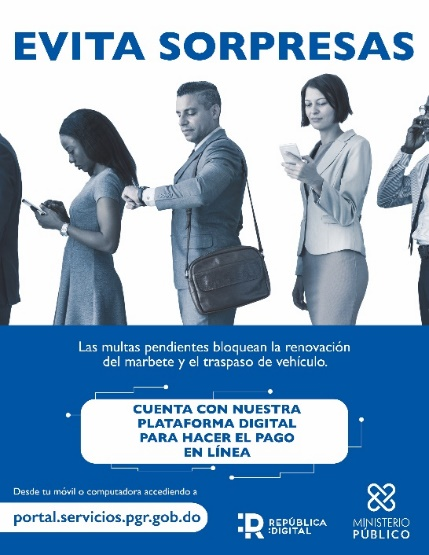 EVITA SORPRESAS
Las multas pendientes bloquean la renovación
del marbete y el traspaso de vehículo.
CUENTA CON NUESTRA
PLATAFORMA DIGITAL
PARA HACER EL PAGO
EN LÍNEA
Desde tu móvil o computadora accediendo a
portal.servicios.pgr.gob.do
R
REPÚBLICA
:DIGITAL
MINISTERIO
PÚBLICO